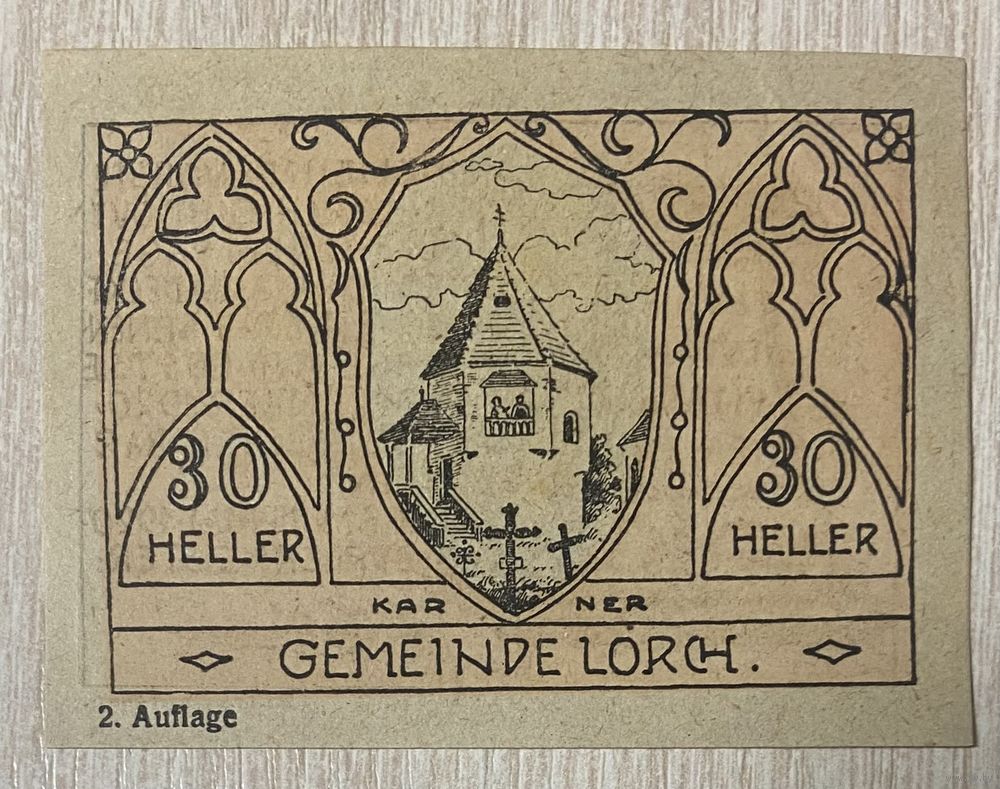 30
HELLER
30
HELLER
KAR NER
GEMEINDE LORCH.
2. Auflage